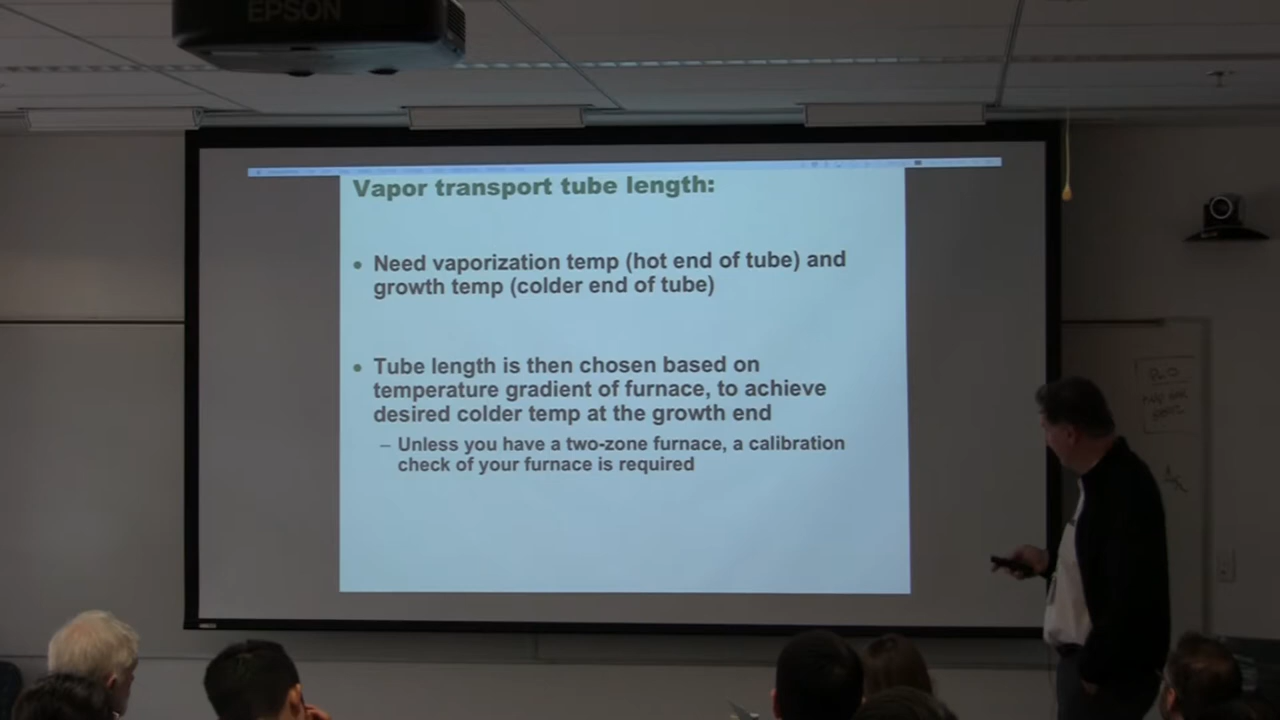 EPSON
Vapor transport tube length:
• Need vaporization temp (hot end of tube) and
growth temp (colder end of tube)
• Tube length is then chosen based on
temperature gradient of furnace, to achieve
desired colder temp at the growth end
– Unless you have a two-zone furnace, a calibration
check of your furnace is required